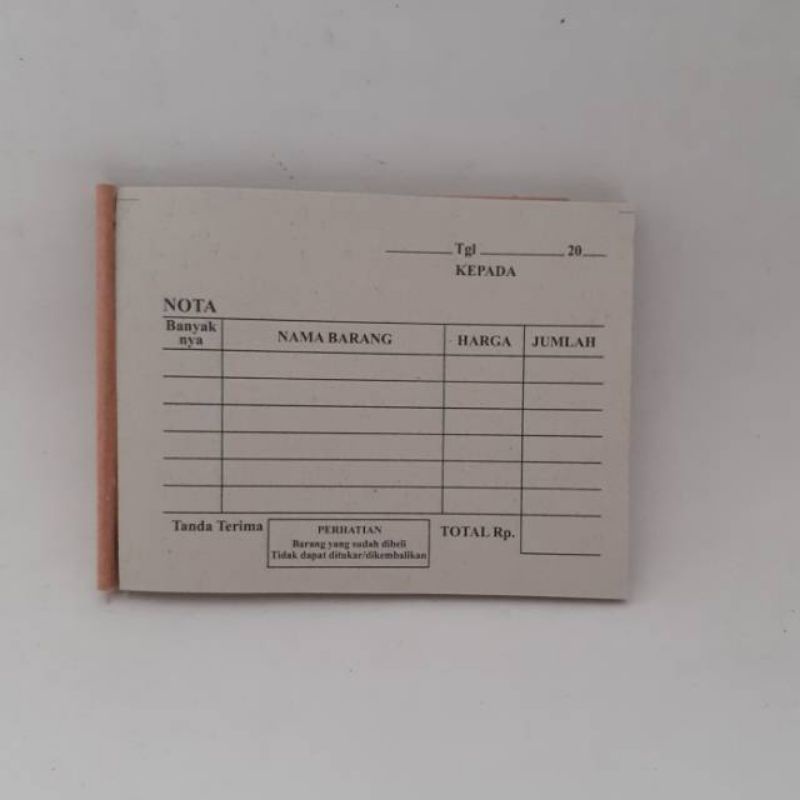 Tgl 20
KEPADA
NOTA
Banyak nya NAMA BARANG HARGA JUMLAH
Tanda Terima
PERHATIAN
Barang yang sudah dibeli
Tidak dapat ditukar/dikembalikan
TOTAL Rp.